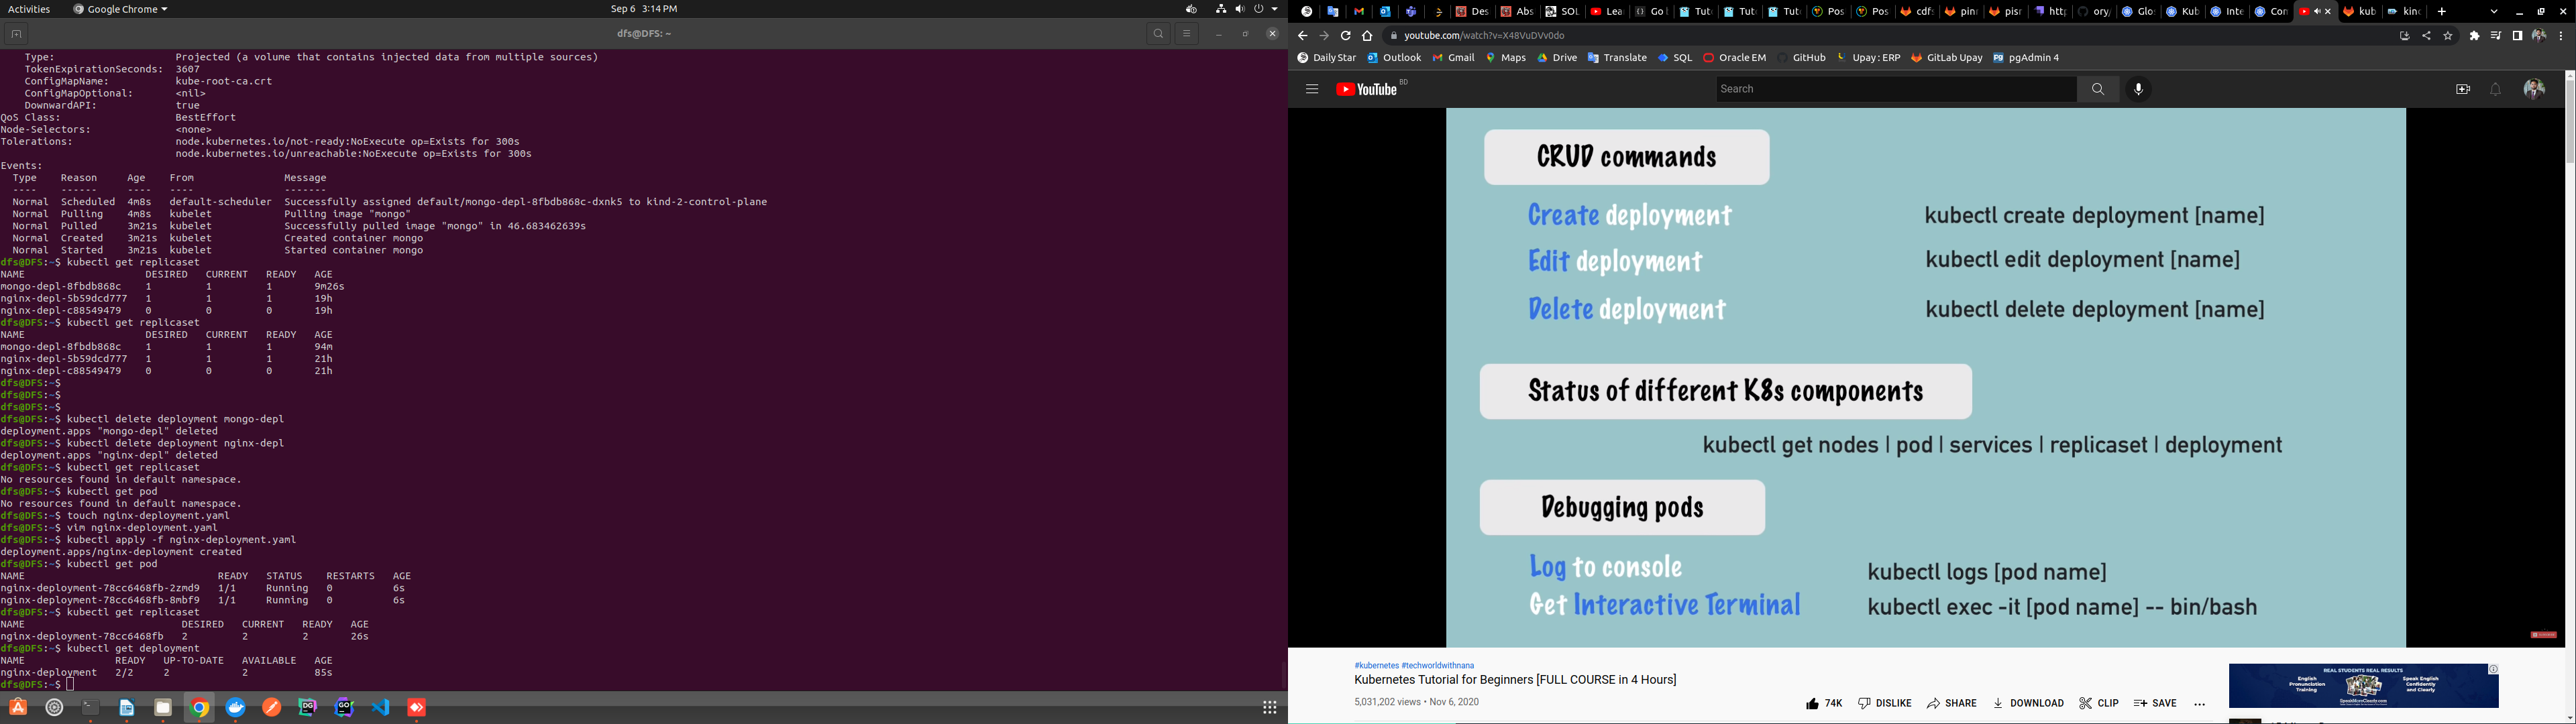 Activities
Google Chrome
Sep 6 3:14 PM
dfs@DFS: ~
Type: Projected (a volume that contains injected data from multiple sources)
TokenExpirationSeconds: 3607
ConfigMapName: kube-root-ca.crt
ConfigMapOptional: <nil>
DownwardAPI: true
QoS Class: BestEffort
Node-Selectors: <none>
Tolerations: node.kubernetes.io/not-ready:NoExecute op=Exists for 300s
node.kubernetes.io/unreachable:NoExecute op=Exists for 300s
Events:
Type Reason Age From Message
---- ------ ---- ---- -------
Normal Scheduled 4m8s default-scheduler Successfully assigned default/mongo-depl-8fbdb868c-dxnk5 to kind-2-control-plane
Normal Pulling 4m8s kubelet Pulling image "mongo"
Normal Pulled 3m21s kubelet Successfully pulled image "mongo" in 46.683462639s
Normal Created 3m21s kubelet Created container mongo
Normal Started 3m21s kubelet Started container mongo
dfs@DFS:~$ kubectl get replicaset
NAME DESIRED CURRENT READY AGE
mongo-depl-8fbdb868c 1 1 1 9m26s
nginx-depl-5b59dcd777 1 1 1 19h
nginx-depl-c88549479 0 0 0 19h
dfs@DFS:~$ kubectl get replicaset
NAME DESIRED CURRENT READY AGE
mongo-depl-8fbdb868c 1 1 1 94m
nginx-depl-5b59dcd777 1 1 1 21h
nginx-depl-c88549479 0 0 0 21h
dfs@DFS:~$
dfs@DFS:~$
dfs@DFS:~$
dfs@DFS:~$ kubectl delete deployment mongo-depl
deployment.apps "mongo-depl" deleted
dfs@DFS:~$ kubectl delete deployment nginx-depl
deployment.apps "nginx-depl" deleted
dfs@DFS:~$ kubectl get replicaset
No resources found in default namespace.
dfs@DFS:~$ kubectl get pod
No resources found in default namespace.
dfs@DFS:~$ touch nginx-deployment.yaml
dfs@DFS:~$ vim nginx-deployment.yaml
dfs@DFS:~$ kubectl apply -f nginx-deployment.yaml
deployment.apps/nginx-deployment created
dfs@DFS:~$ kubectl get pod
NAME READY STATUS RESTARTS AGE
nginx-deployment-78cc6468fb-2zmd9 1/1 Running 0 6s
nginx-deployment-78cc6468fb-8mbf9 1/1 Running 0 6s
dfs@DFS:~$ kubectl get replicaset
NAME DESIRED CURRENT READY AGE
nginx-deployment-78cc6468fb 2 2 2 26s
dfs@DFS:~$ kubectl get deployment
NAME READY UP-TO-DATE AVAILABLE AGE
nginx-deployment 2/2 2 2 85s
dfs@DFS:~$
Des Abs SOL Lea Go Tut Tut Tut Pos Pos cdf pin pisr http ory/ Glo Kub Inte Con kub kin
youtube.com/watch?v=X48VuDVv0do
Daily Star Outlook Gmail Maps Drive Translate SQL Oracle EM GitHub Upay : ERP GitLab Upay pgAdmin 4
YouTube BD
Search
CRUD commands
Create deployment kubectl create deployment [name]
Edit deployment kubectl edit deployment [name]
Delete deployment kubectl delete deployment [name]
Status of different K8s components
kubectl get nodes | pod | services | replicaset | deployment
Debugging pods
Log to console kubectl logs [pod name]
Get Interactive Terminal kubectl exec -it [pod name] -- bin/bash
#kubernetes #techworldwithnana
Kubernetes Tutorial for Beginners [FULL COURSE in 4 Hours]
5,031,202 views • Nov 6, 2020
74K DISLIKE SHARE DOWNLOAD CLIP SAVE
REAL STUDENTS REAL RESULTS
English Pronunciation Training
Speak English Confidently and Clearly
SpeakMoreClearly.com